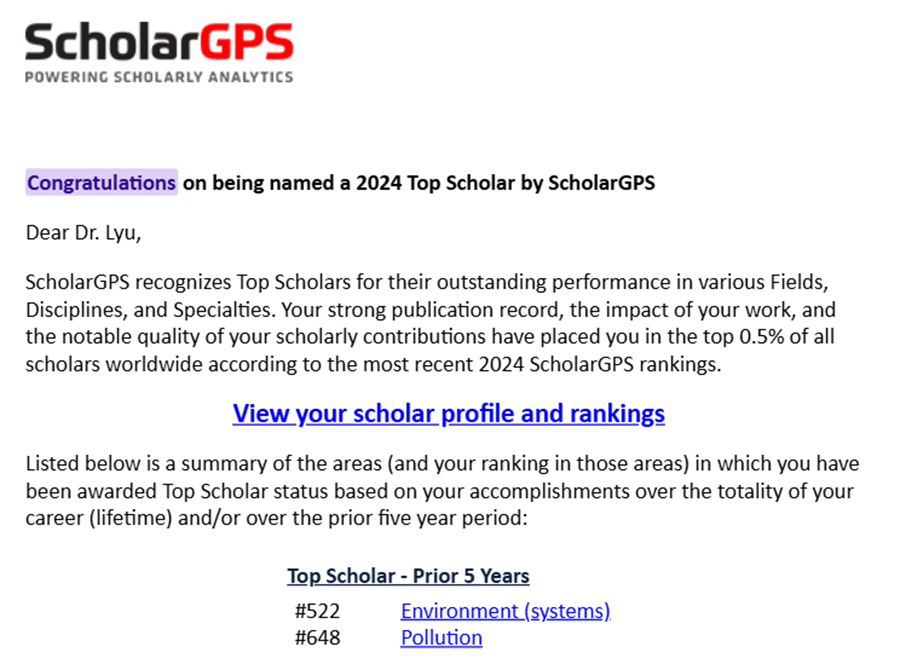 ScholarGPS
POWERING SCHOLARLY ANALYTICS
Congratulations on being named a 2024 Top Scholar by ScholarGPS
Dear Dr. Lyu,
ScholarGPS recognizes Top Scholars for their outstanding performance in various Fields,
Disciplines, and Specialties. Your strong publication record, the impact of your work, and
the notable quality of your scholarly contributions have placed you in the top 0.5% of all
scholars worldwide according to the most recent 2024 ScholarGPS rankings.
View your scholar profile and rankings
Listed below is a summary of the areas (and your ranking in those areas) in which you have
been awarded Top Scholar status based on your accomplishments over the totality of your
career (lifetime) and/or over the prior five year period:
Top Scholar - Prior 5 Years
#522 Environment (systems)
#648 Pollution